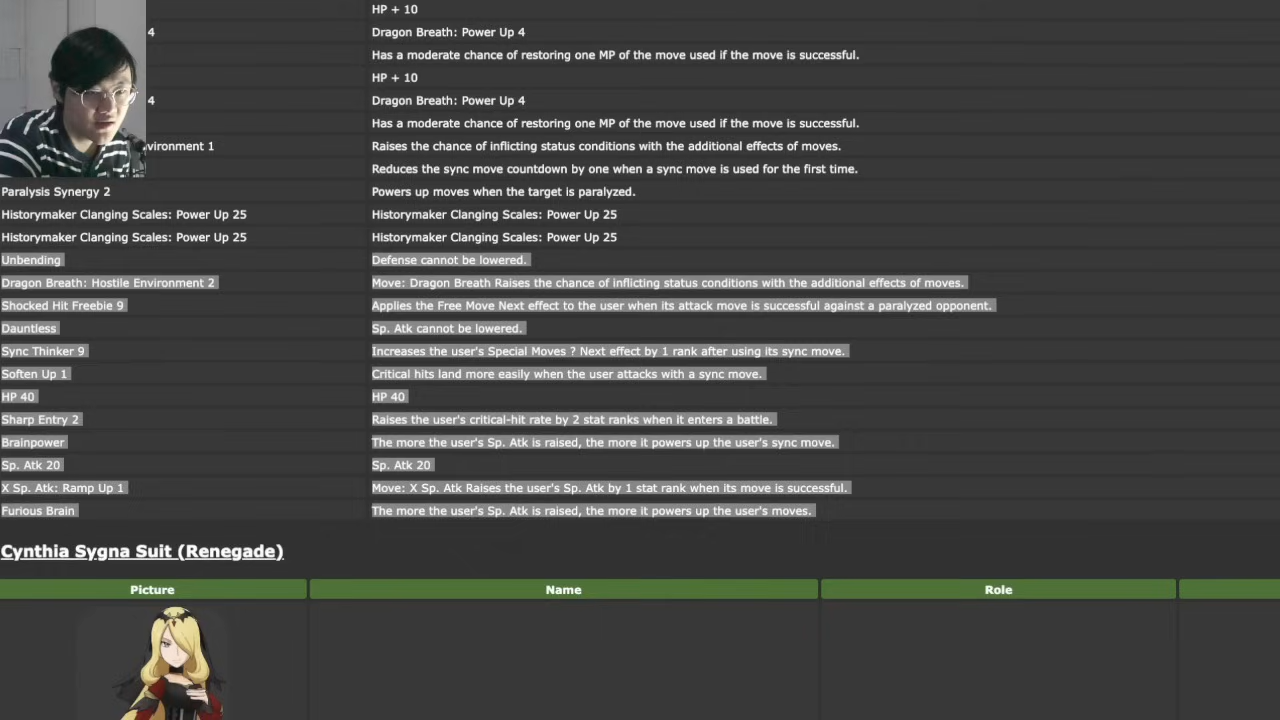 HP + 10
4 Dragon Breath: Power Up 4
Has a moderate chance of restoring one MP of the move used if the move is successful.
HP + 10
4 Dragon Breath: Power Up 4
Has a moderate chance of restoring one MP of the move used if the move is successful.
vironment 1 Raises the chance of inflicting status conditions with the additional effects of moves.
Reduces the sync move countdown by one when a sync move is used for the first time.
Paralysis Synergy 2 Powers up moves when the target is paralyzed.
Historymaker Clanging Scales: Power Up 25 Historymaker Clanging Scales: Power Up 25
Historymaker Clanging Scales: Power Up 25 Historymaker Clanging Scales: Power Up 25
Unbending Defense cannot be lowered.
Dragon Breath: Hostile Environment 2 Move: Dragon Breath Raises the chance of inflicting status conditions with the additional effects of moves.
Shocked Hit Freebie 9 Applies the Free Move Next effect to the user when its attack move is successful against a paralyzed opponent.
Dauntless Sp. Atk cannot be lowered.
Sync Thinker 9 Increases the user's Special Moves ? Next effect by 1 rank after using its sync move.
Soften Up 1 Critical hits land more easily when the user attacks with a sync move.
HP 40 HP 40
Sharp Entry 2 Raises the user's critical-hit rate by 2 stat ranks when it enters a battle.
Brainpower The more the user's Sp. Atk is raised, the more it powers up the user's sync move.
Sp. Atk 20 Sp. Atk 20
X Sp. Atk: Ramp Up 1 Move: X Sp. Atk Raises the user's Sp. Atk by 1 stat rank when its move is successful.
Furious Brain The more the user's Sp. Atk is raised, the more it powers up the user's moves.
Cynthia Sygna Suit (Renegade)
Picture Name Role